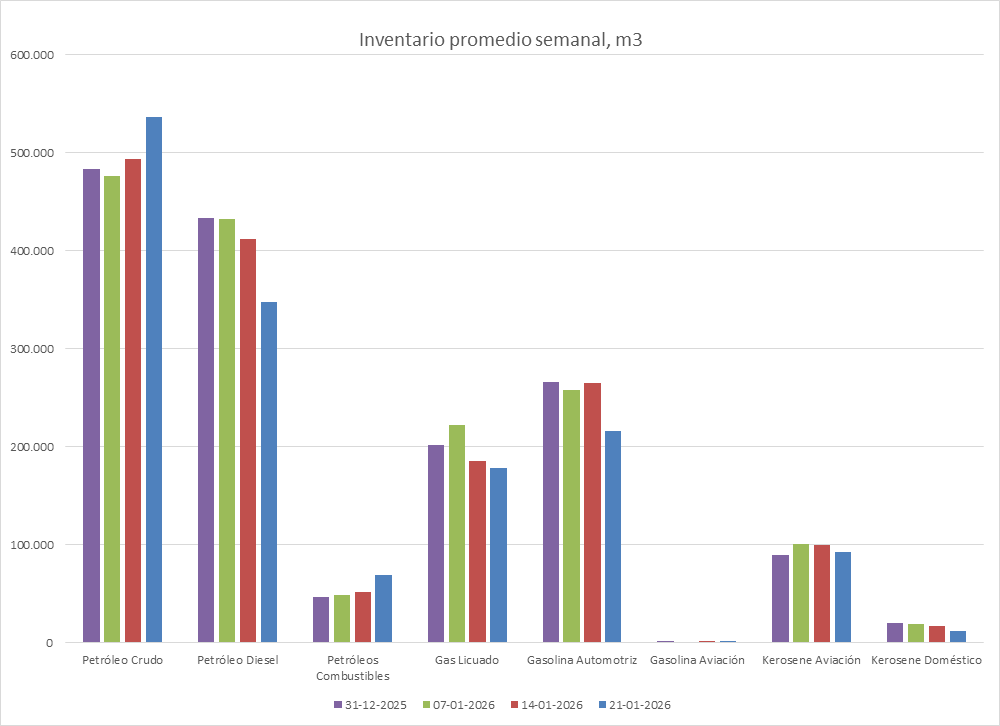 Inventario promedio semanal, m3
600.000
500.000
400.000
300.000
200.000
100.000
0
Petróleo Crudo
Petróleo Diesel
Petróleos
Combustibles
Gas Licuado
Gasolina Automotriz
Gasolina Aviación
Kerosene Aviación
Kerosene Doméstico
31-12-2025
07-01-2026
14-01-2026
21-01-2026